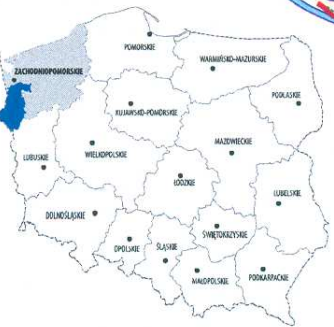 POMORSKIE
WARMIŃSKO-MAZURSKIE
ZACHODNIOPOMORSKIE
PODLASKIE
KUJAWSKO-POMORSKIE
MAZOWIECKIE
WIELKOPOLSKIE
LUBUSKIE
ŁÓDZKIE
LUBELSKIE
DOLNOŚLĄSKIE
ŚWIĘTOKRZYSKIE
OPOLSKIE
ŚLĄSKIE
MAŁOPOLSKIE
PODKARPACKIE